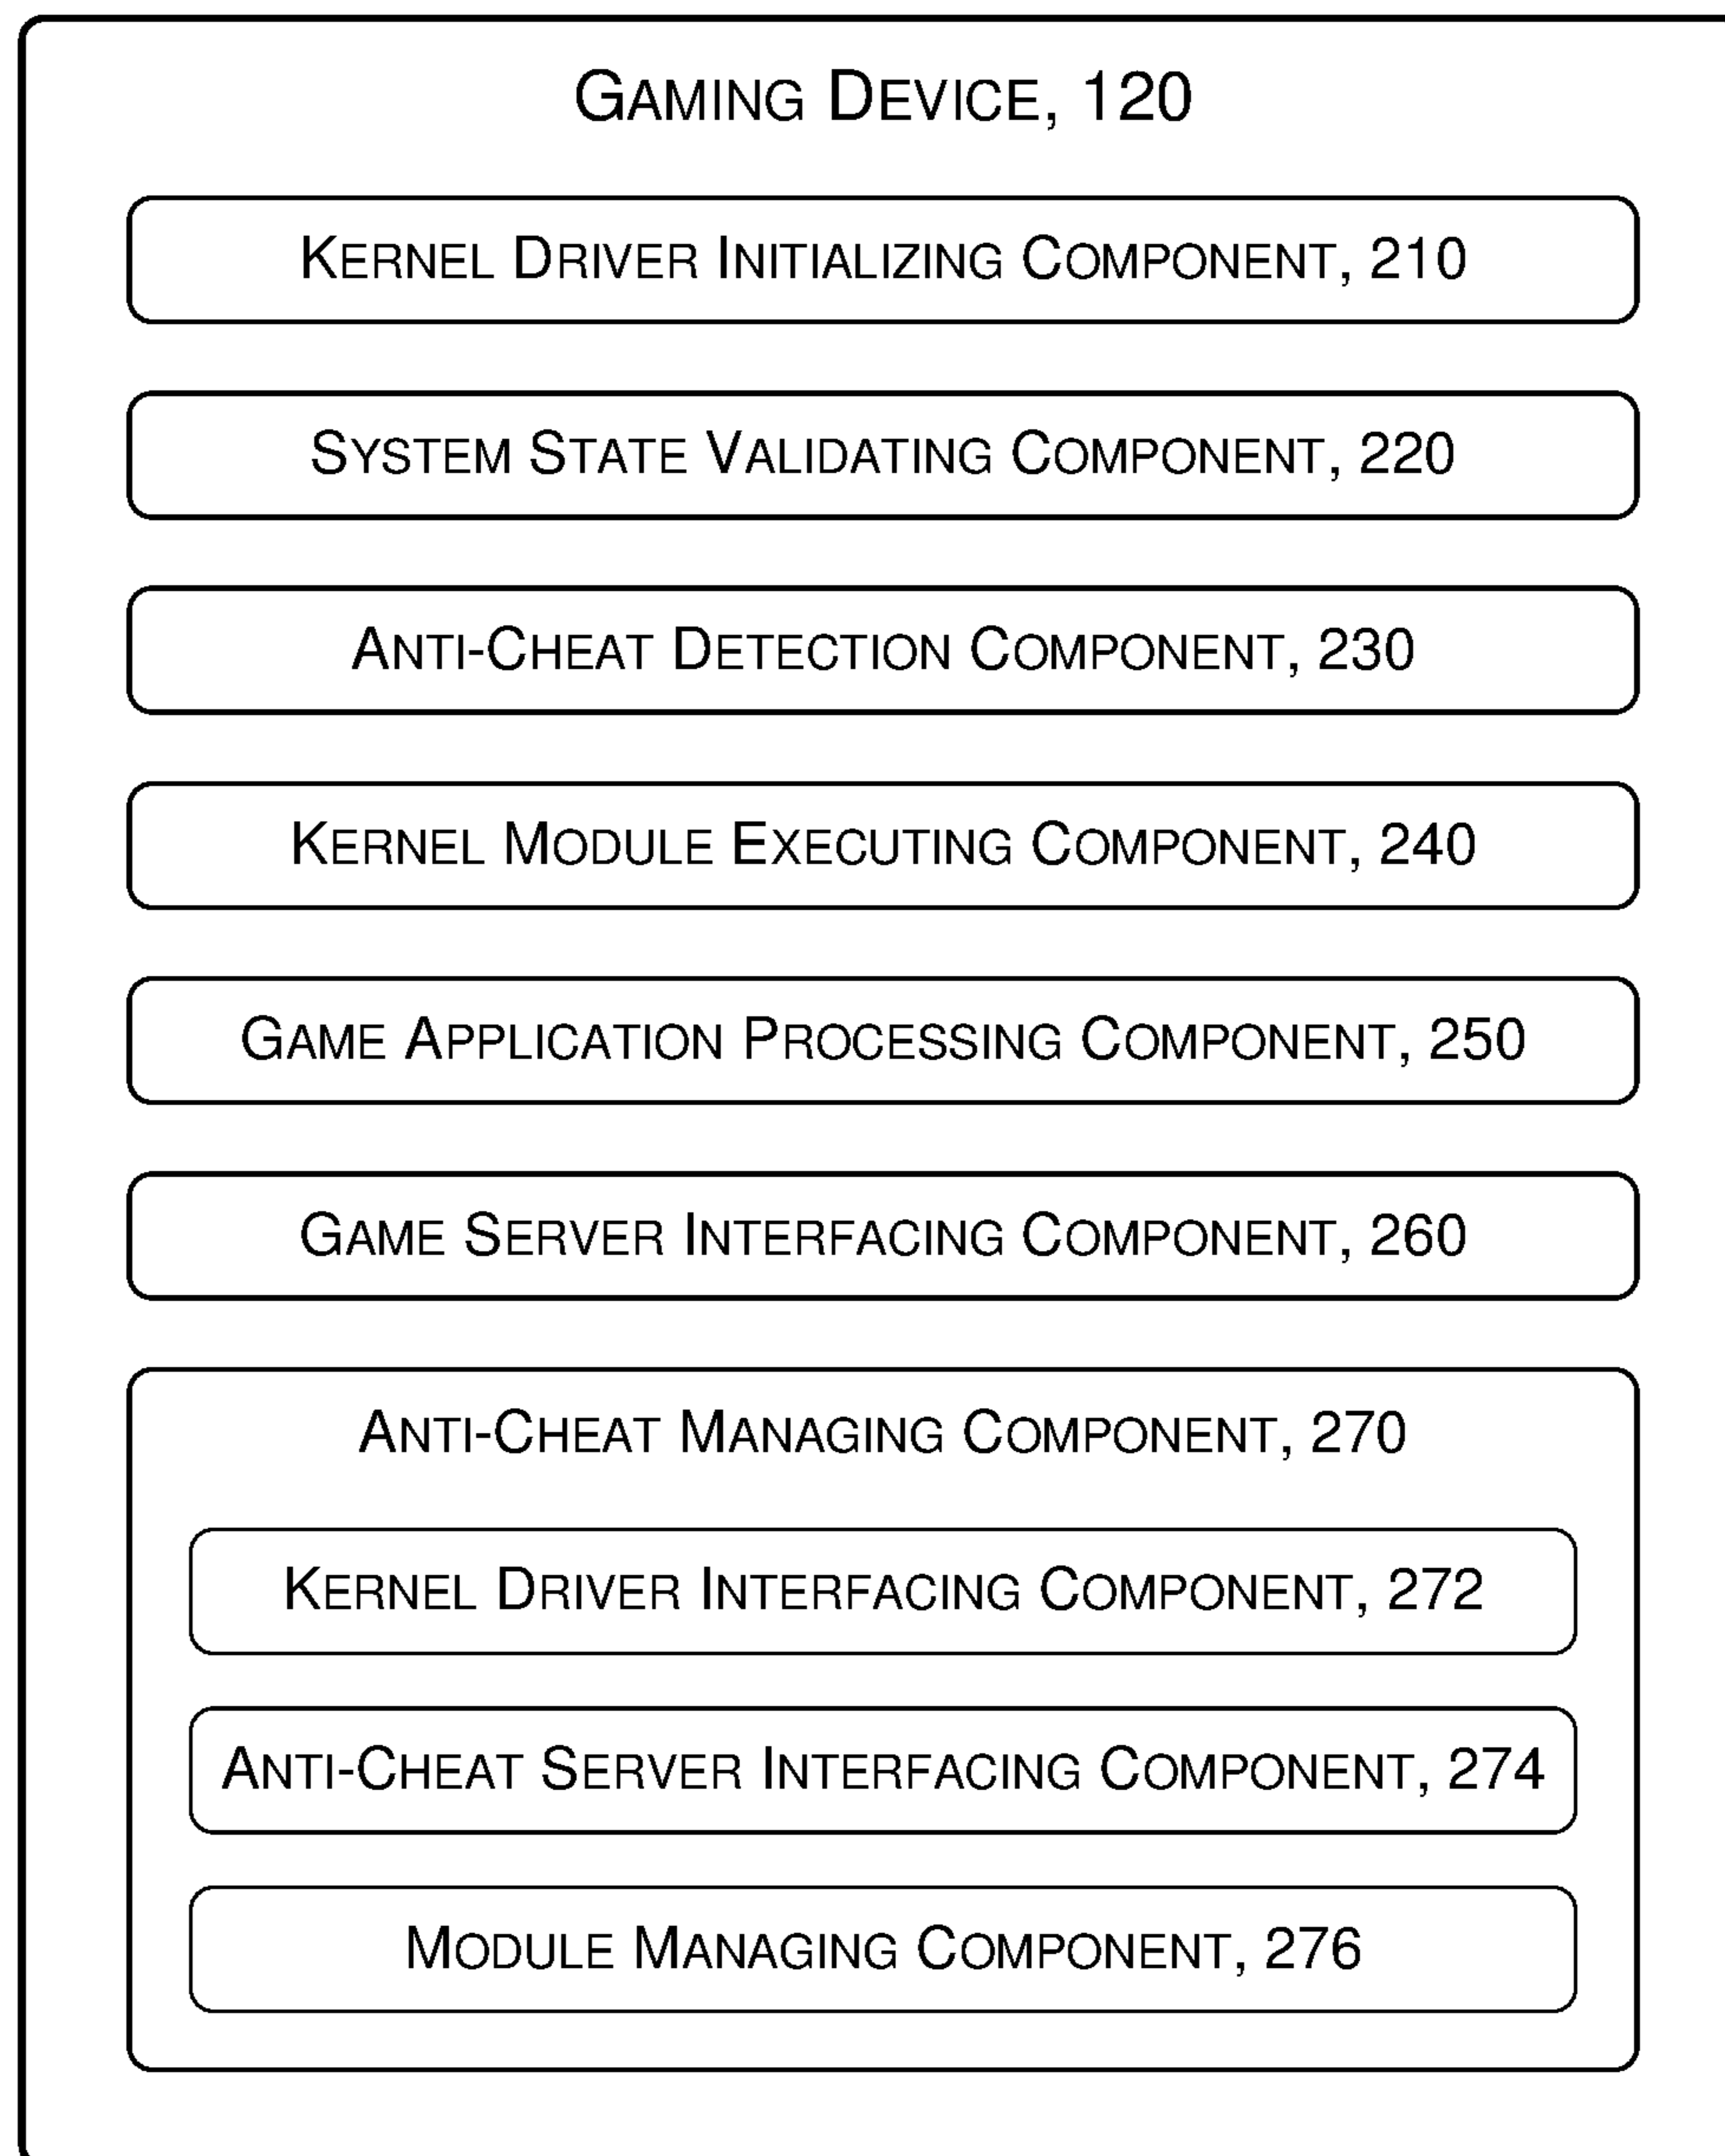 GAMING DEVICE, 120
KERNEL DRIVER INITIALIZING COMPONENT, 210
SYSTEM STATE VALIDATING COMPONENT, 220
ANTI-CHEAT DETECTION COMPONENT, 230
KERNEL MODULE EXECUTING COMPONENT, 240
GAME APPLICATION PROCESSING COMPONENT, 250
GAME SERVER INTERFACING COMPONENT, 260
ANTI-CHEAT MANAGING COMPONENT, 270
KERNEL DRIVER INTERFACING COMPONENT, 272
ANTI-CHEAT SERVER INTERFACING COMPONENT, 274
MODULE MANAGING COMPONENT, 276